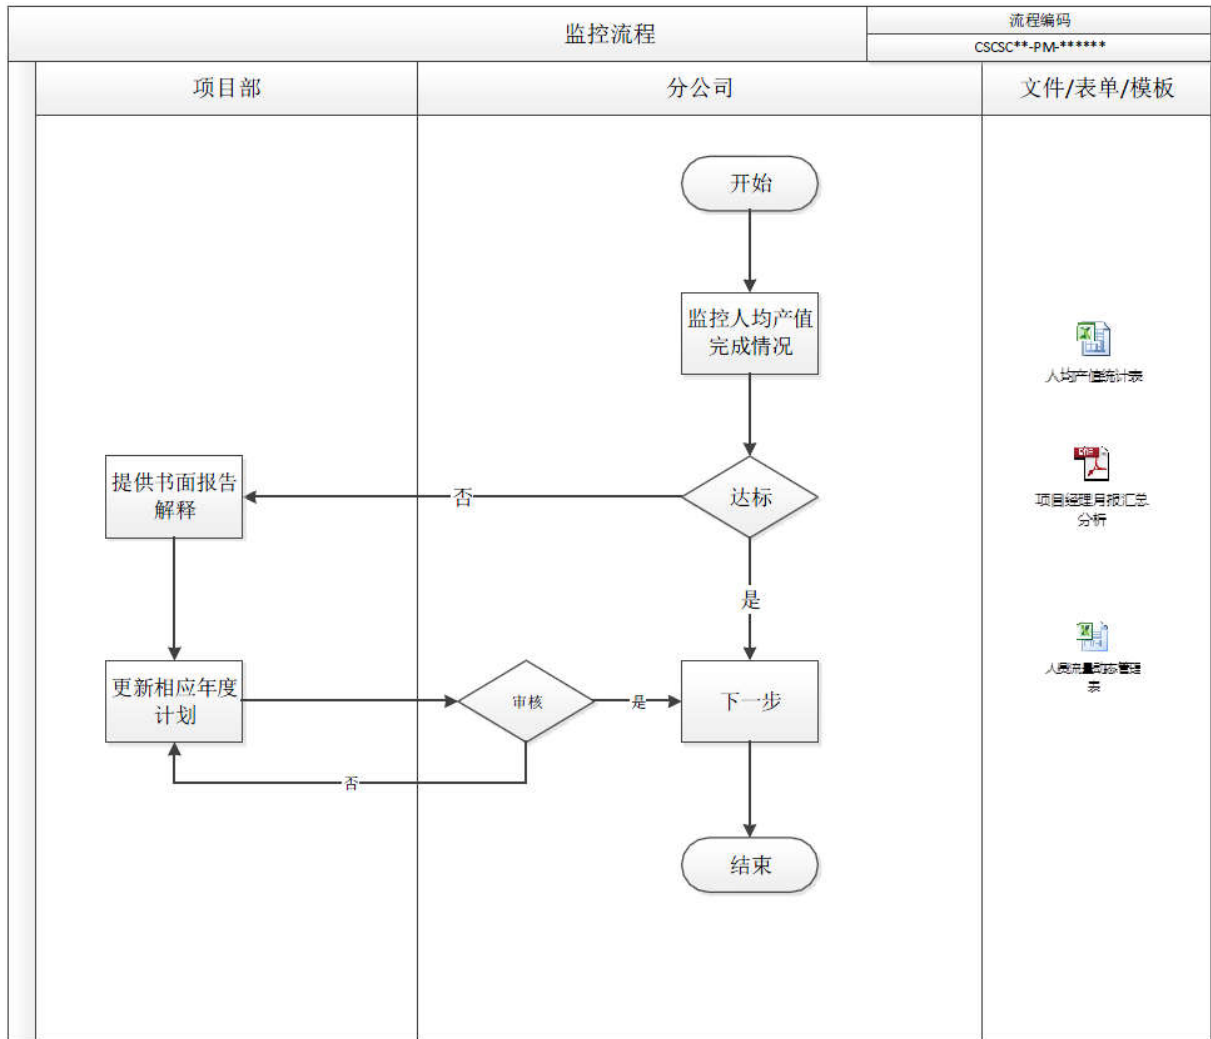 监控流程
流程编码
CSCSC**-PM-******
项目部
分公司
文件/表单/模板
开始
监控人均产值
完成情况
人均产值统计表
提供书面报告
解释
否
达标
项目经理月报汇总
分析
是
更新相应年度
计划
审核
是
下一步
人员流量动态管理
表
否
结束